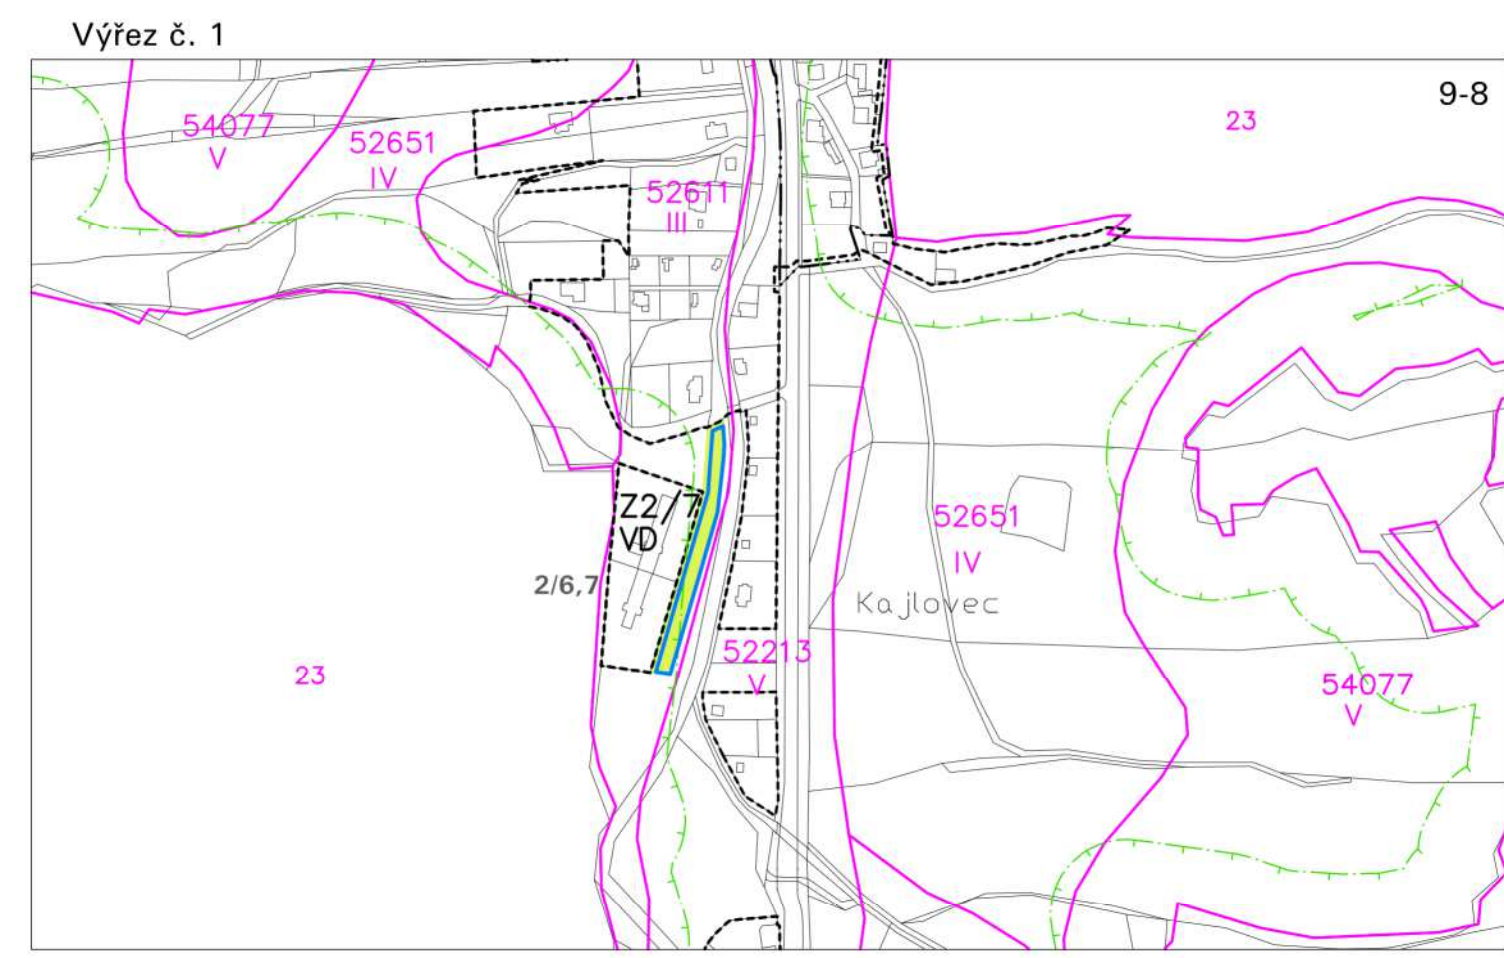 Výřez č. 1
9-8
23
54077
V
52651
IV
52611
III
Z2/7
VD
2/6,7
52651
IV
Kajlovec
23
52213
V
54077
V